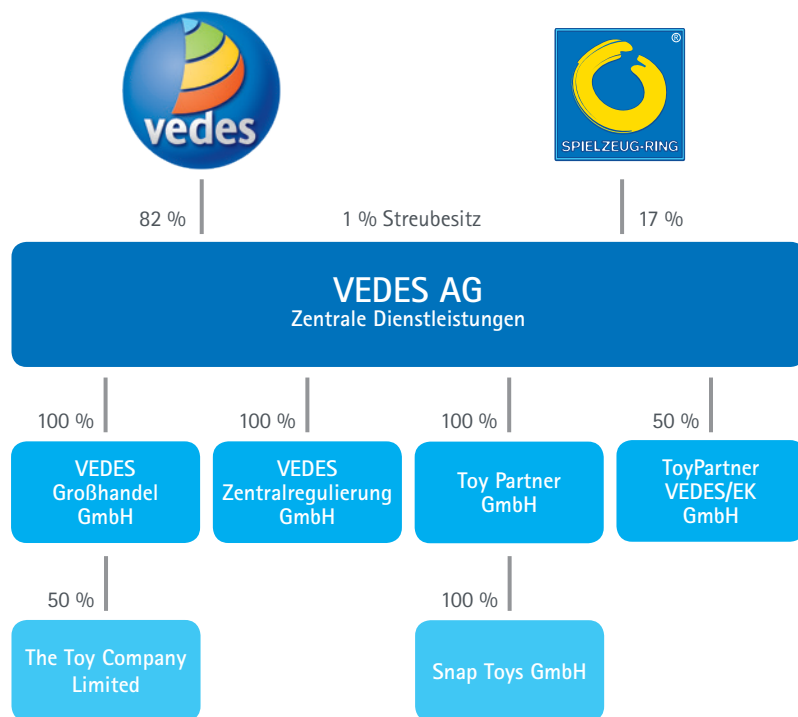 vedes
®
SPIELZEUG-RING
82 %
1 % Streubesitz
17 %
VEDES AG
Zentrale Dienstleistungen
100 %
100 %
100 %
50 %
VEDES
Großhandel
GmbH
VEDES
Zentralregulierung
GmbH
Toy Partner
GmbH
ToyPartner
VEDES/EK
GmbH
50 %
100 %
The Toy Company
Limited
Snap Toys GmbH